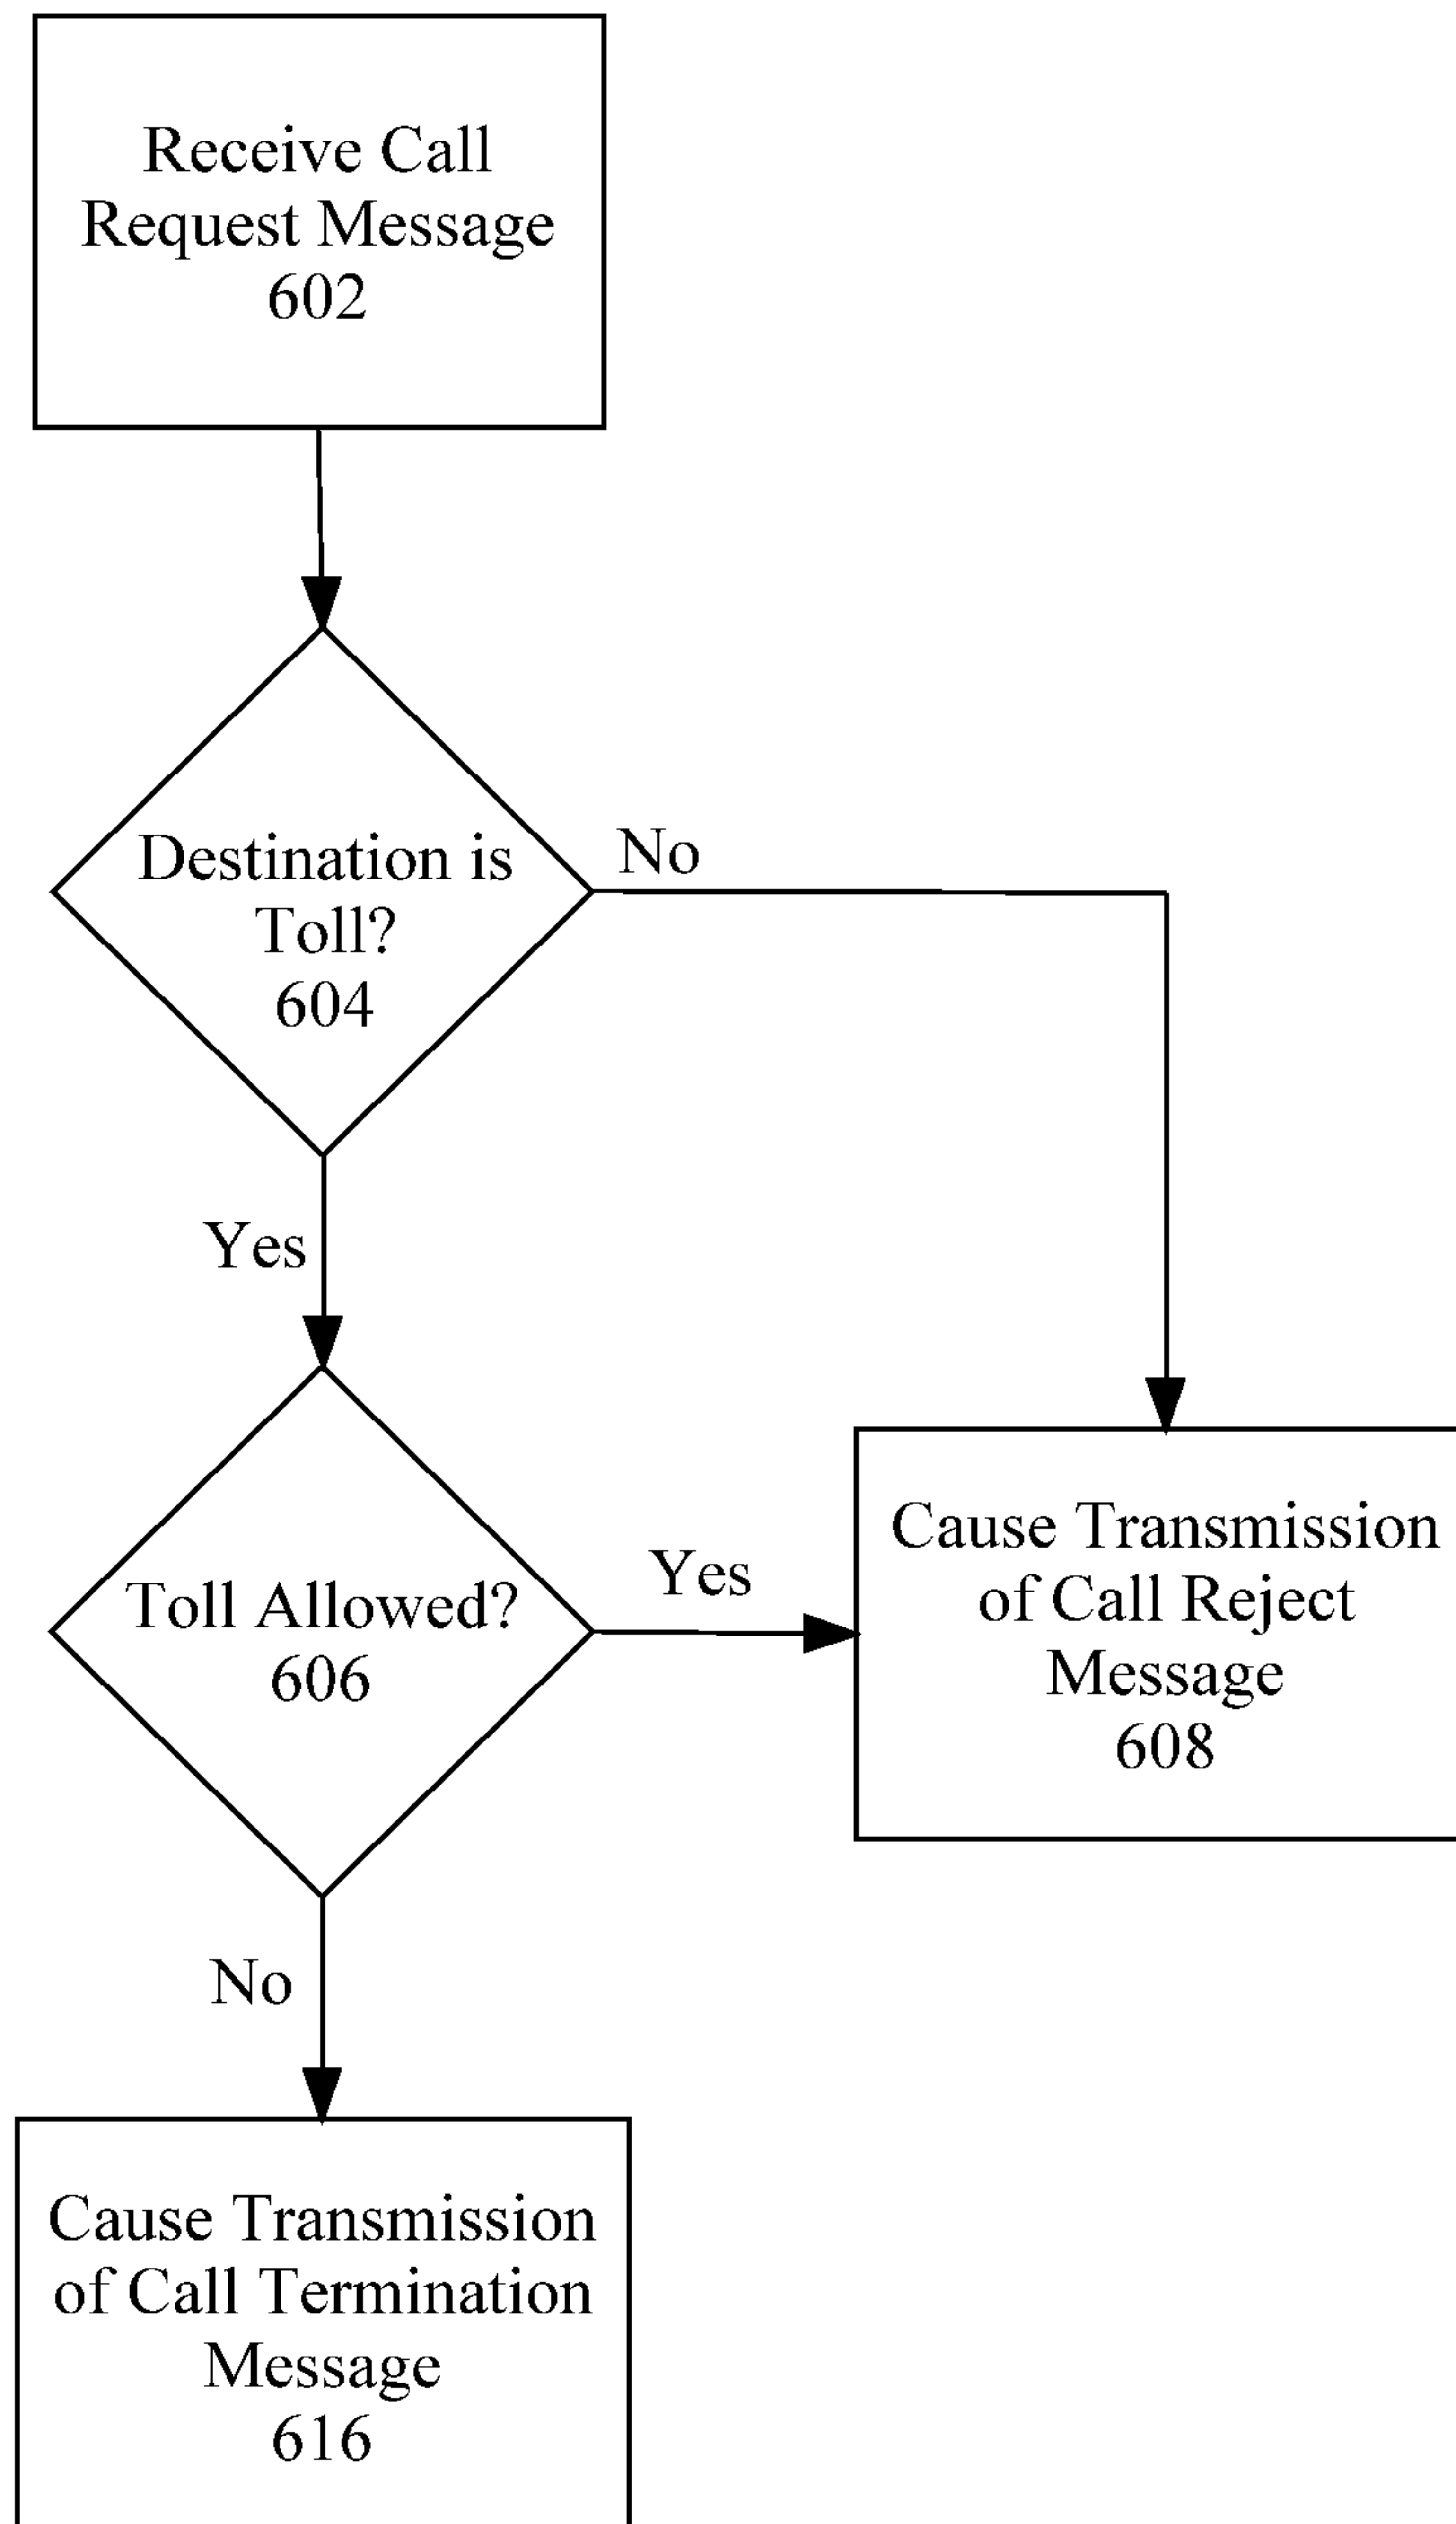 Receive Call
Request Message
602
Destination is
Toll?
604
No
Yes
Toll Allowed?
606
Yes
Cause Transmission
of Call Reject
Message
608
No
Cause Transmission
of Call Termination
Message
616